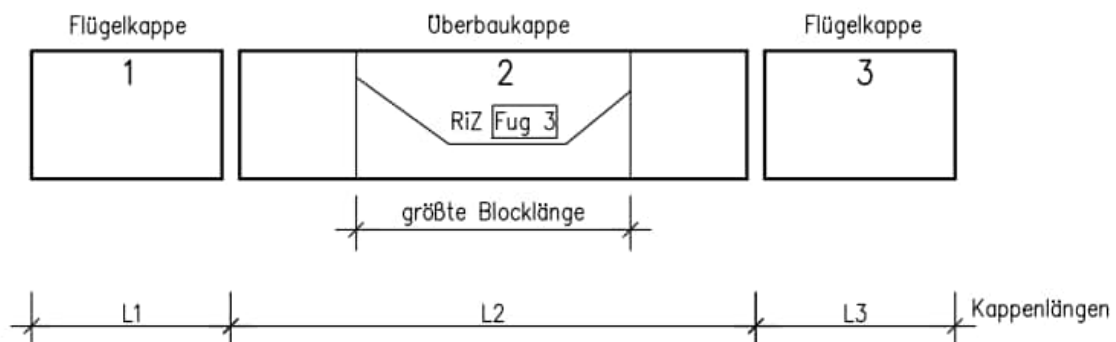 Flügelkappe Überbaukappe Flügelkappe
1 2 3
RiZ Fug 3
größte Blocklänge
L1 L2 L3 Kappenlängen